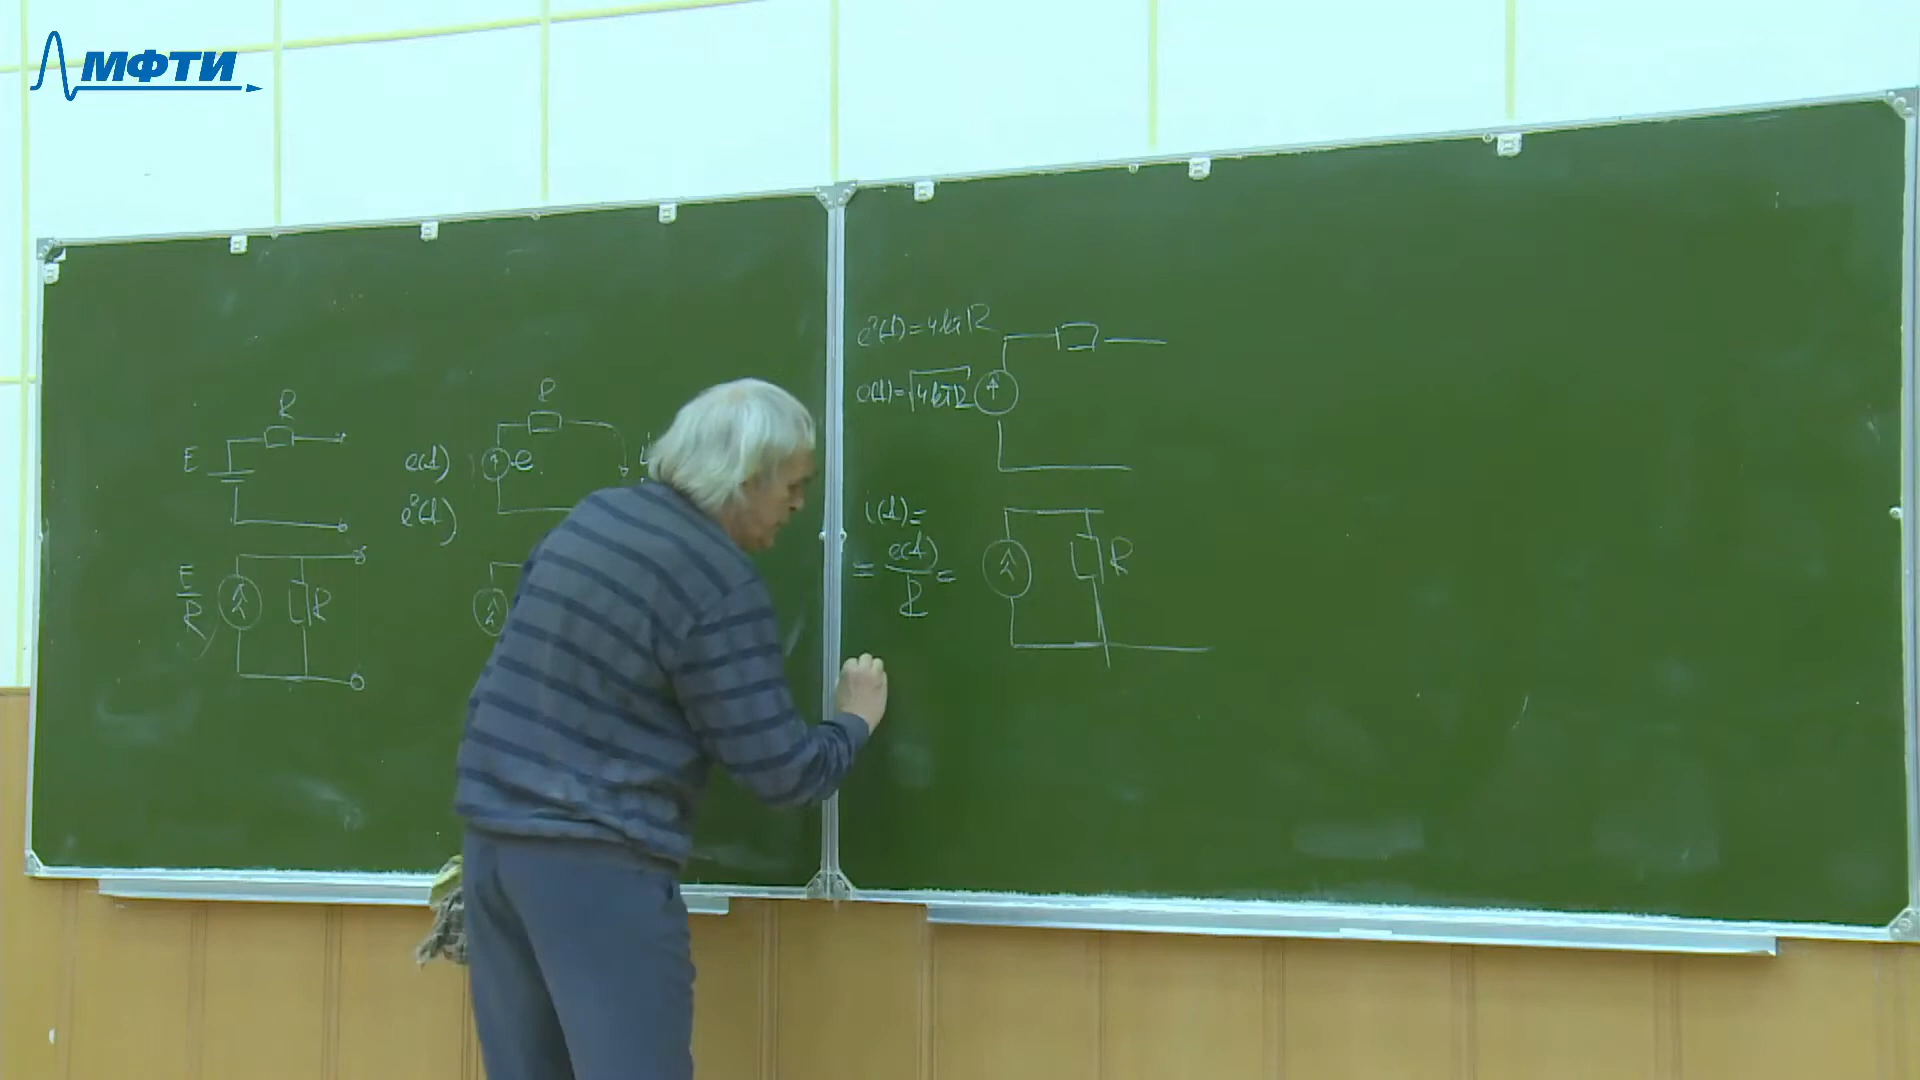 МФТИ
R
E
E/R
R
R
e(f)
e
e²(f)
e²(f)=4kTR
e(f)=√4kTR
i(f)=
= e(f)/R =
R